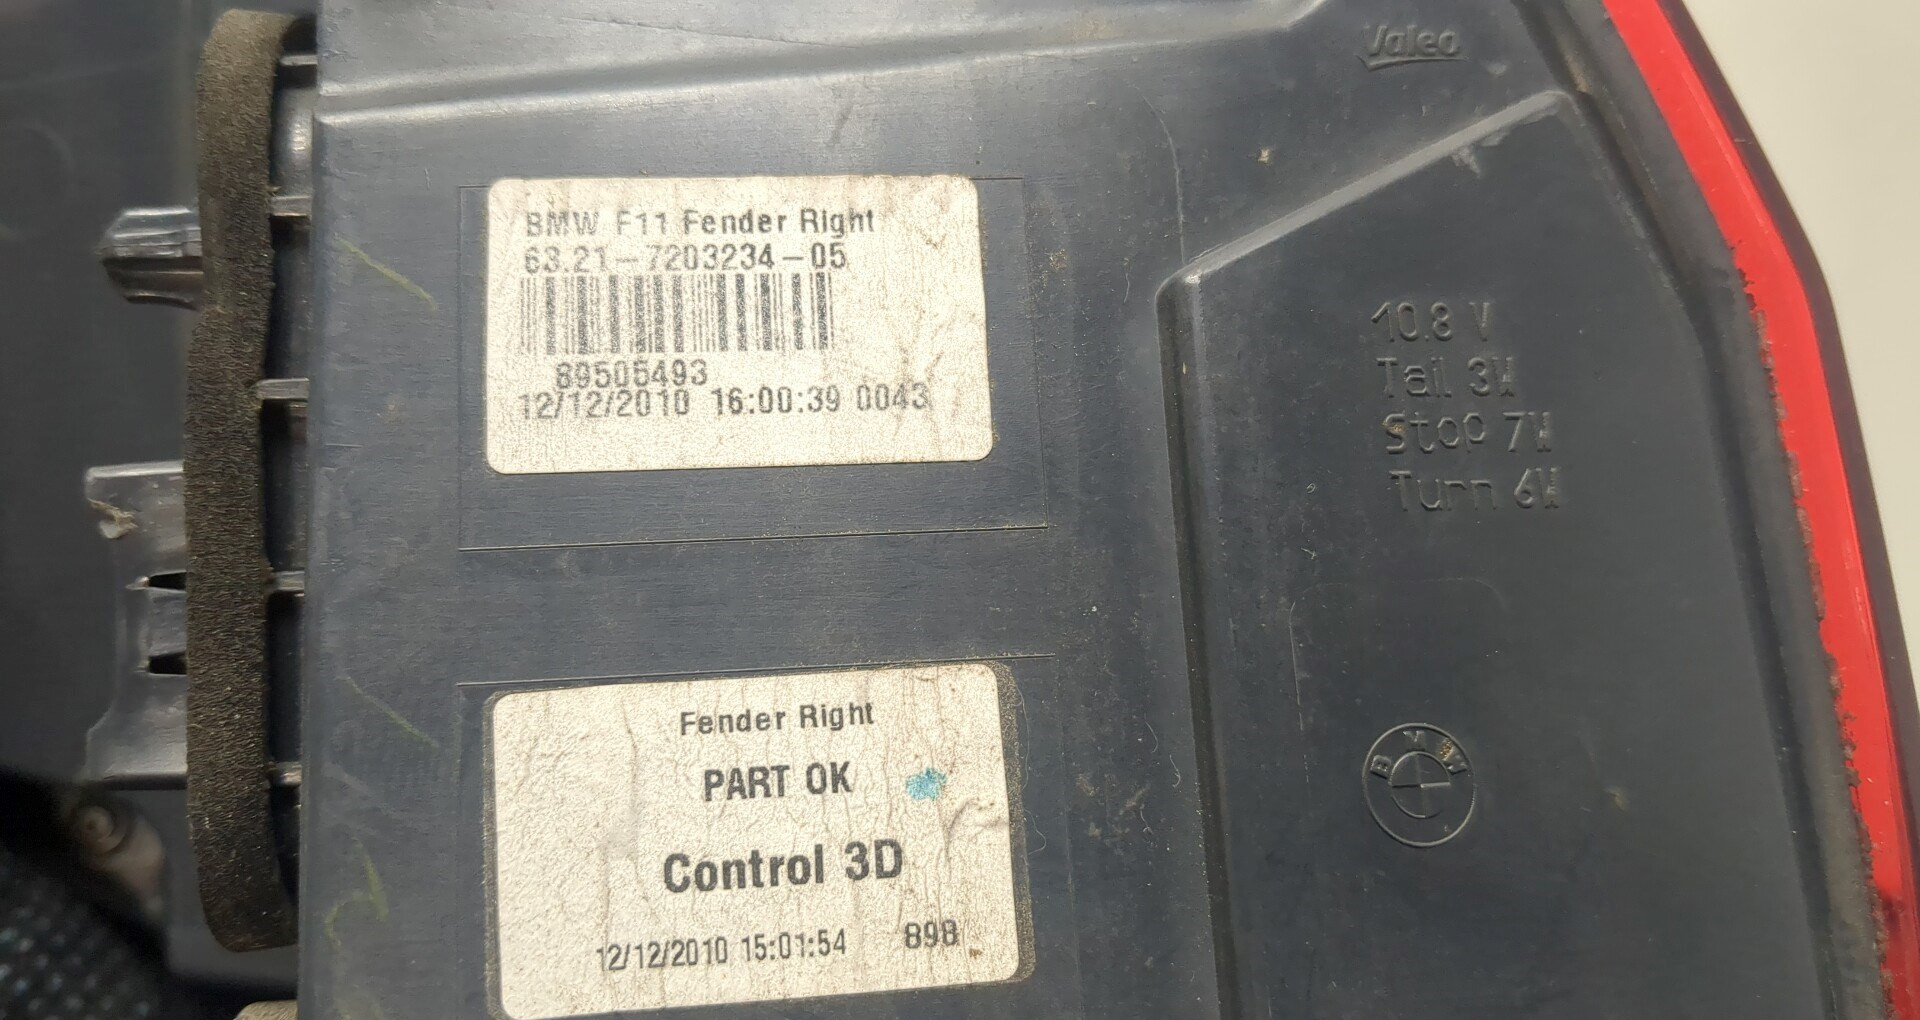 Valeo
BMW F11 Fender Right
63.21-7203234-05
89505493
12/12/2010 16:00:39 0043
10.8 V
Tail 3W
Stop 7W
Turn 6W
Fender Right
PART OK
Control 3D
12/12/2010 15:01:54 898
BMW